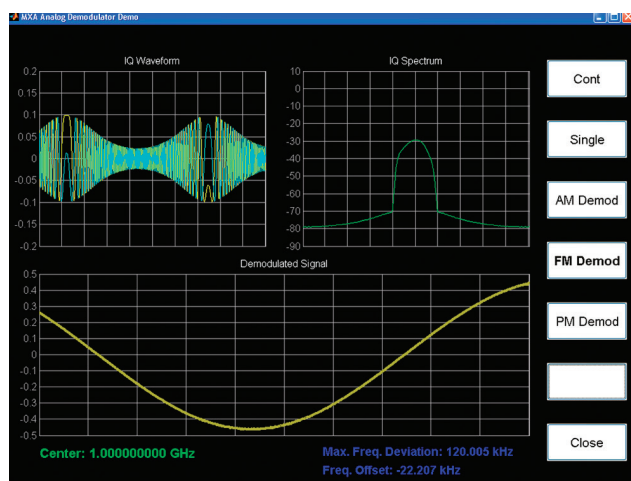 MXA Analog Demodulator Demo
IQ Waveform
0.2
0.15
0.1
0.05
0
-0.05
-0.1
-0.15
-0.2
IQ Spectrum
10
0
-10
-20
-30
-40
-50
-60
-70
-80
-90
Demodulated Signal
0.5
0.4
0.3
0.2
0.1
0
-0.1
-0.2
-0.3
-0.4
-0.5
Center: 1.000000000 GHz
Max. Freq. Deviation: 120.005 kHz
Freq. Offset: -22.207 kHz
Cont
Single
AM Demod
FM Demod
PM Demod
Close